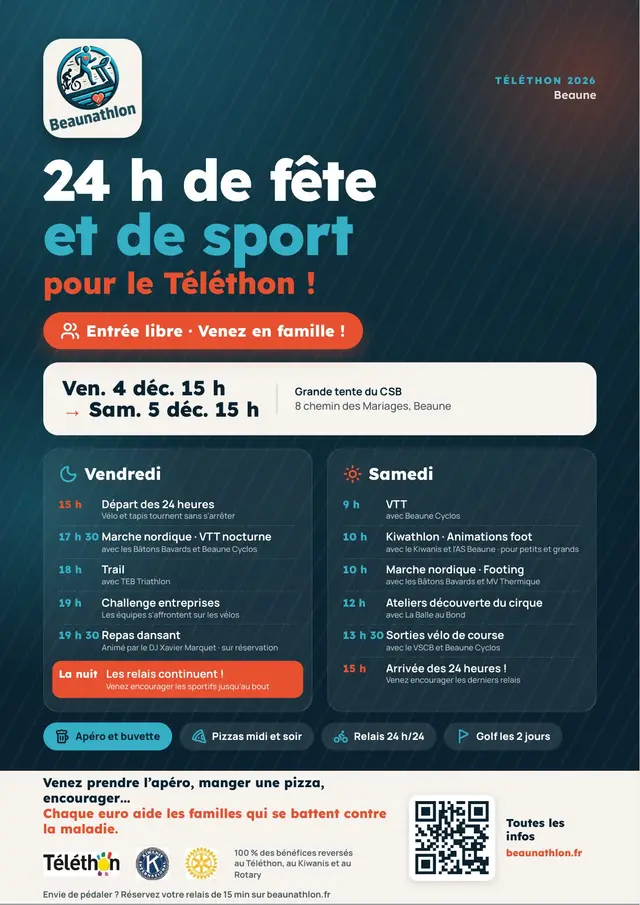 Beaunathlon
TÉLÉTHON 2026
Beaune
24 h de fête
et de sport
pour le Téléthon !
Entrée libre · Venez en famille !
Ven. 4 déc. 15 h
→ Sam. 5 déc. 15 h
Grande tente du CSB
8 chemin des Mariages, Beaune
Vendredi
15 h Départ des 24 heures
Vélo et tapis tournent sans s'arrêter
17 h 30 Marche nordique · VTT nocturne
avec les Bâtons Bavards et Beaune Cyclos
18 h Trail
avec TEB Triathlon
19 h Challenge entreprises
Les équipes s'affrontent sur les vélos
19 h 30 Repas dansant
Animé par le DJ Xavier Marquet · sur réservation
La nuit Les relais continuent !
Venez encourager les sportifs jusqu'au bout
Samedi
9 h VTT
avec Beaune Cyclos
10 h Kiwathlon · Animations foot
avec le Kiwanis et l'AS Beaune · pour petits et grands
10 h Marche nordique · Footing
avec les Bâtons Bavards et MV Thermique
12 h Ateliers découverte du cirque
avec La Balle au Bond
13 h 30 Sorties vélo de course
avec le VSCB et Beaune Cyclos
15 h Arrivée des 24 heures !
Venez encourager les derniers relais
Apéro et buvette
Pizzas midi et soir
Relais 24 h/24
Golf les 2 jours
Venez prendre l'apéro, manger une pizza,
encourager…
Chaque euro aide les familles qui se battent contre
la maladie.
Téléthon
K
100 % des bénéfices reversés
au Téléthon, au Kiwanis et au
Rotary
Envie de pédaler ? Réservez votre relais de 15 min sur beaunathlon.fr
Toutes les
infos
beaunathlon.fr